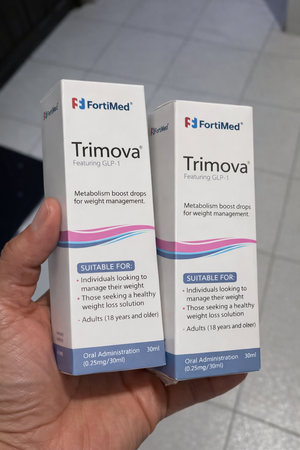 FortiMed®
Trimova®
Featuring GLP-1
Metabolism boost drops
for weight management.
SUITABLE FOR:
• Individuals looking to
manage their weight
• Those seeking a healthy
weight loss solution
- Adults (18 years and older)
Oral Administration 30ml
(0.25mg/30ml)
FortiMed®
Trimova®
Featuring GLP-1
Metabolism boost drops
for weight management.
SUITABLE FOR:
• Individuals looking to
manage their weight
• Those seeking a healthy
weight loss solution
- Adults (18 years and older)
Oral Administration 30ml
(0.25mg/30ml)